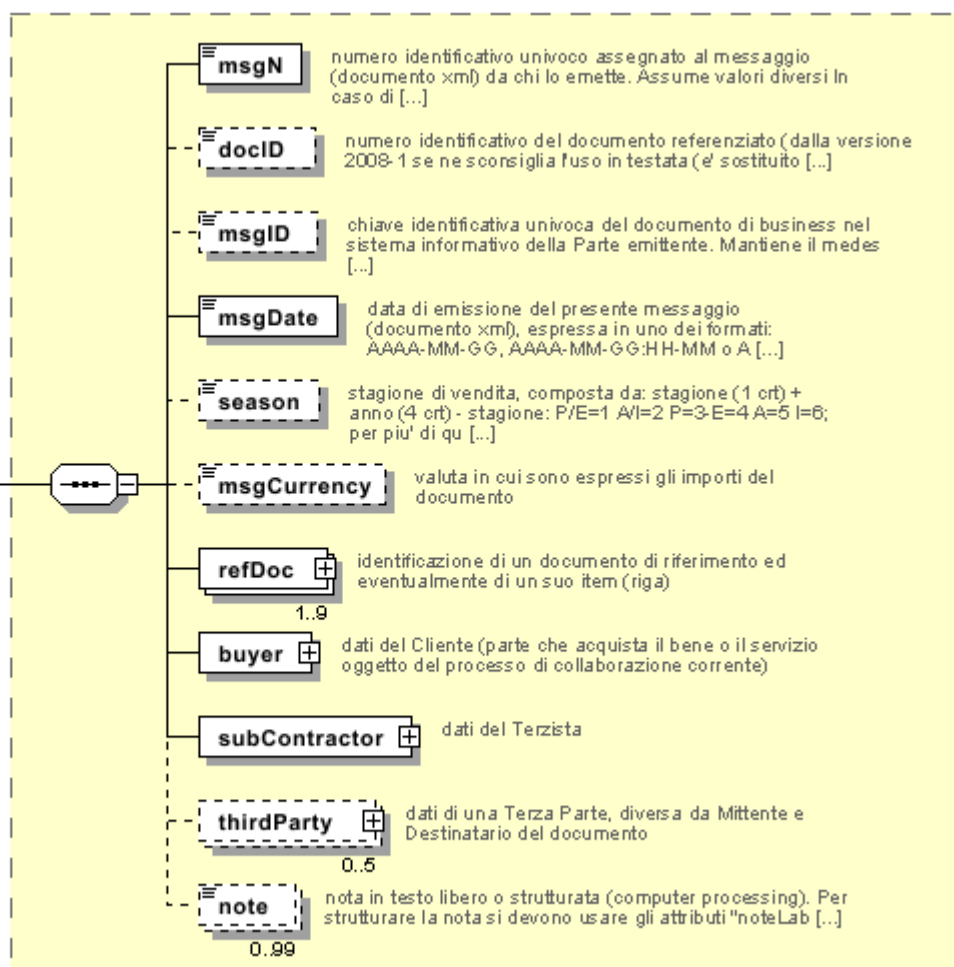 msgN
numero identificativo univoco assegnato al messaggio
(documento xml) da chi lo emette. Assume valori diversi In
caso di [...]
docID
numero identificativo del documento referenziato (dalla versione
2008-1 se ne sconsiglia l'uso in testata (e' sostituito [...]
msgID
chiave identificativa univoca del documento di business nel
sistema informativo della Parte emittente. Mantiene il medes
[...]
msgDate
data di emissione del presente messaggio
(documento xml), espressa in uno dei formati:
AAAA-MM-GG, AAAA-MM-GG:HH-MM o A [...]
season
stagione di vendita, composta da: stagione (1 crt) +
anno (4 crt) - stagione: P/E=1 A/I=2 P=3-E=4 A=5 I=6;
per piu' di qu [...]
msgCurrency
valuta in cui sono espressi gli importi del
documento
refDoc
1..9
identificazione di un documento di riferimento ed
eventualmente di un suo item (riga)
buyer
dati del Cliente (parte che acquista il bene o il servizio
oggetto del processo di collaborazione corrente)
subContractor
dati del Terzista
thirdParty
0..5
dati di una Terza Parte, diversa da Mittente e
Destinatario del documento
note
0..99
nota in testo libero o strutturata (computer processing). Per
strutturare la nota si devono usare gli attributi "noteLab [...]